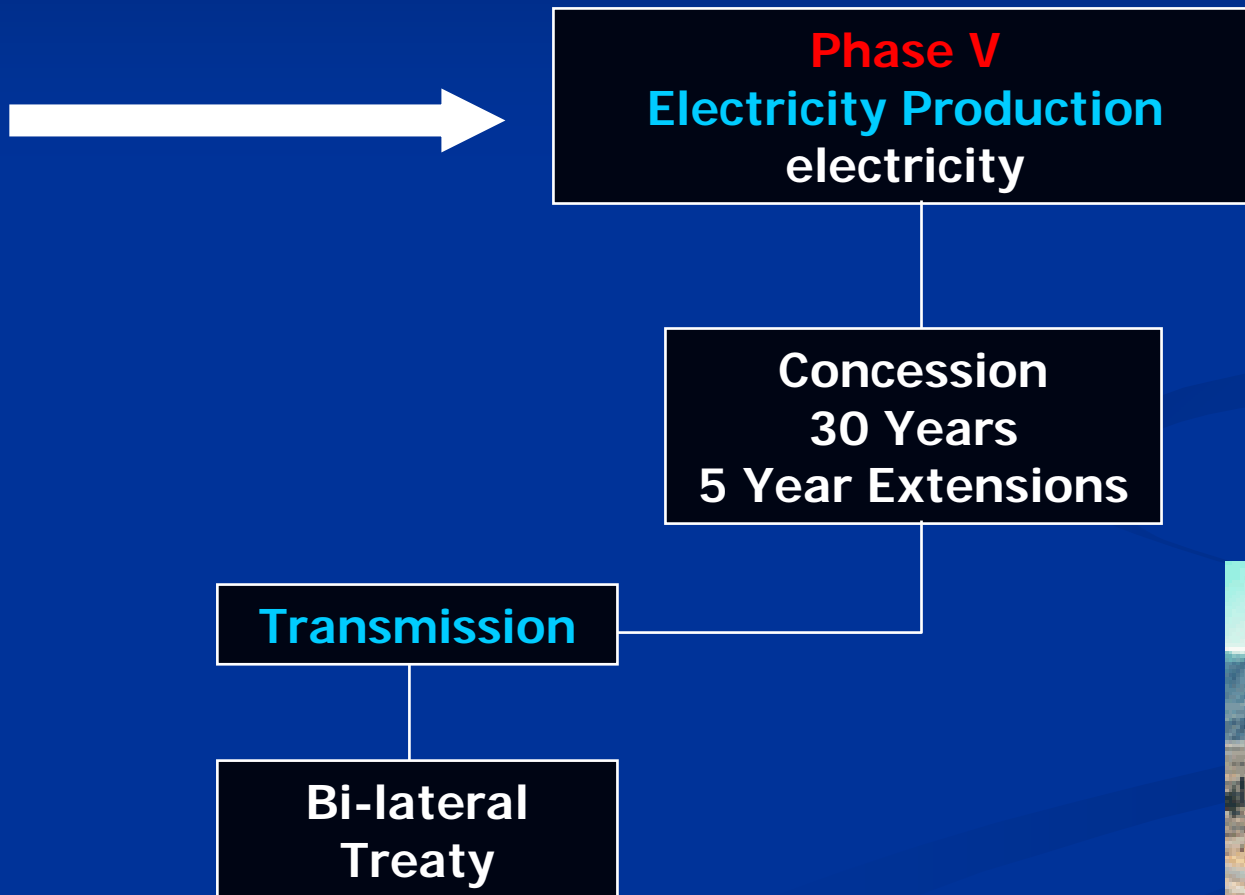 Phase V
Electricity Production
electricity
Concession
30 Years
5 Year Extensions
Transmission
Bi-lateral
Treaty